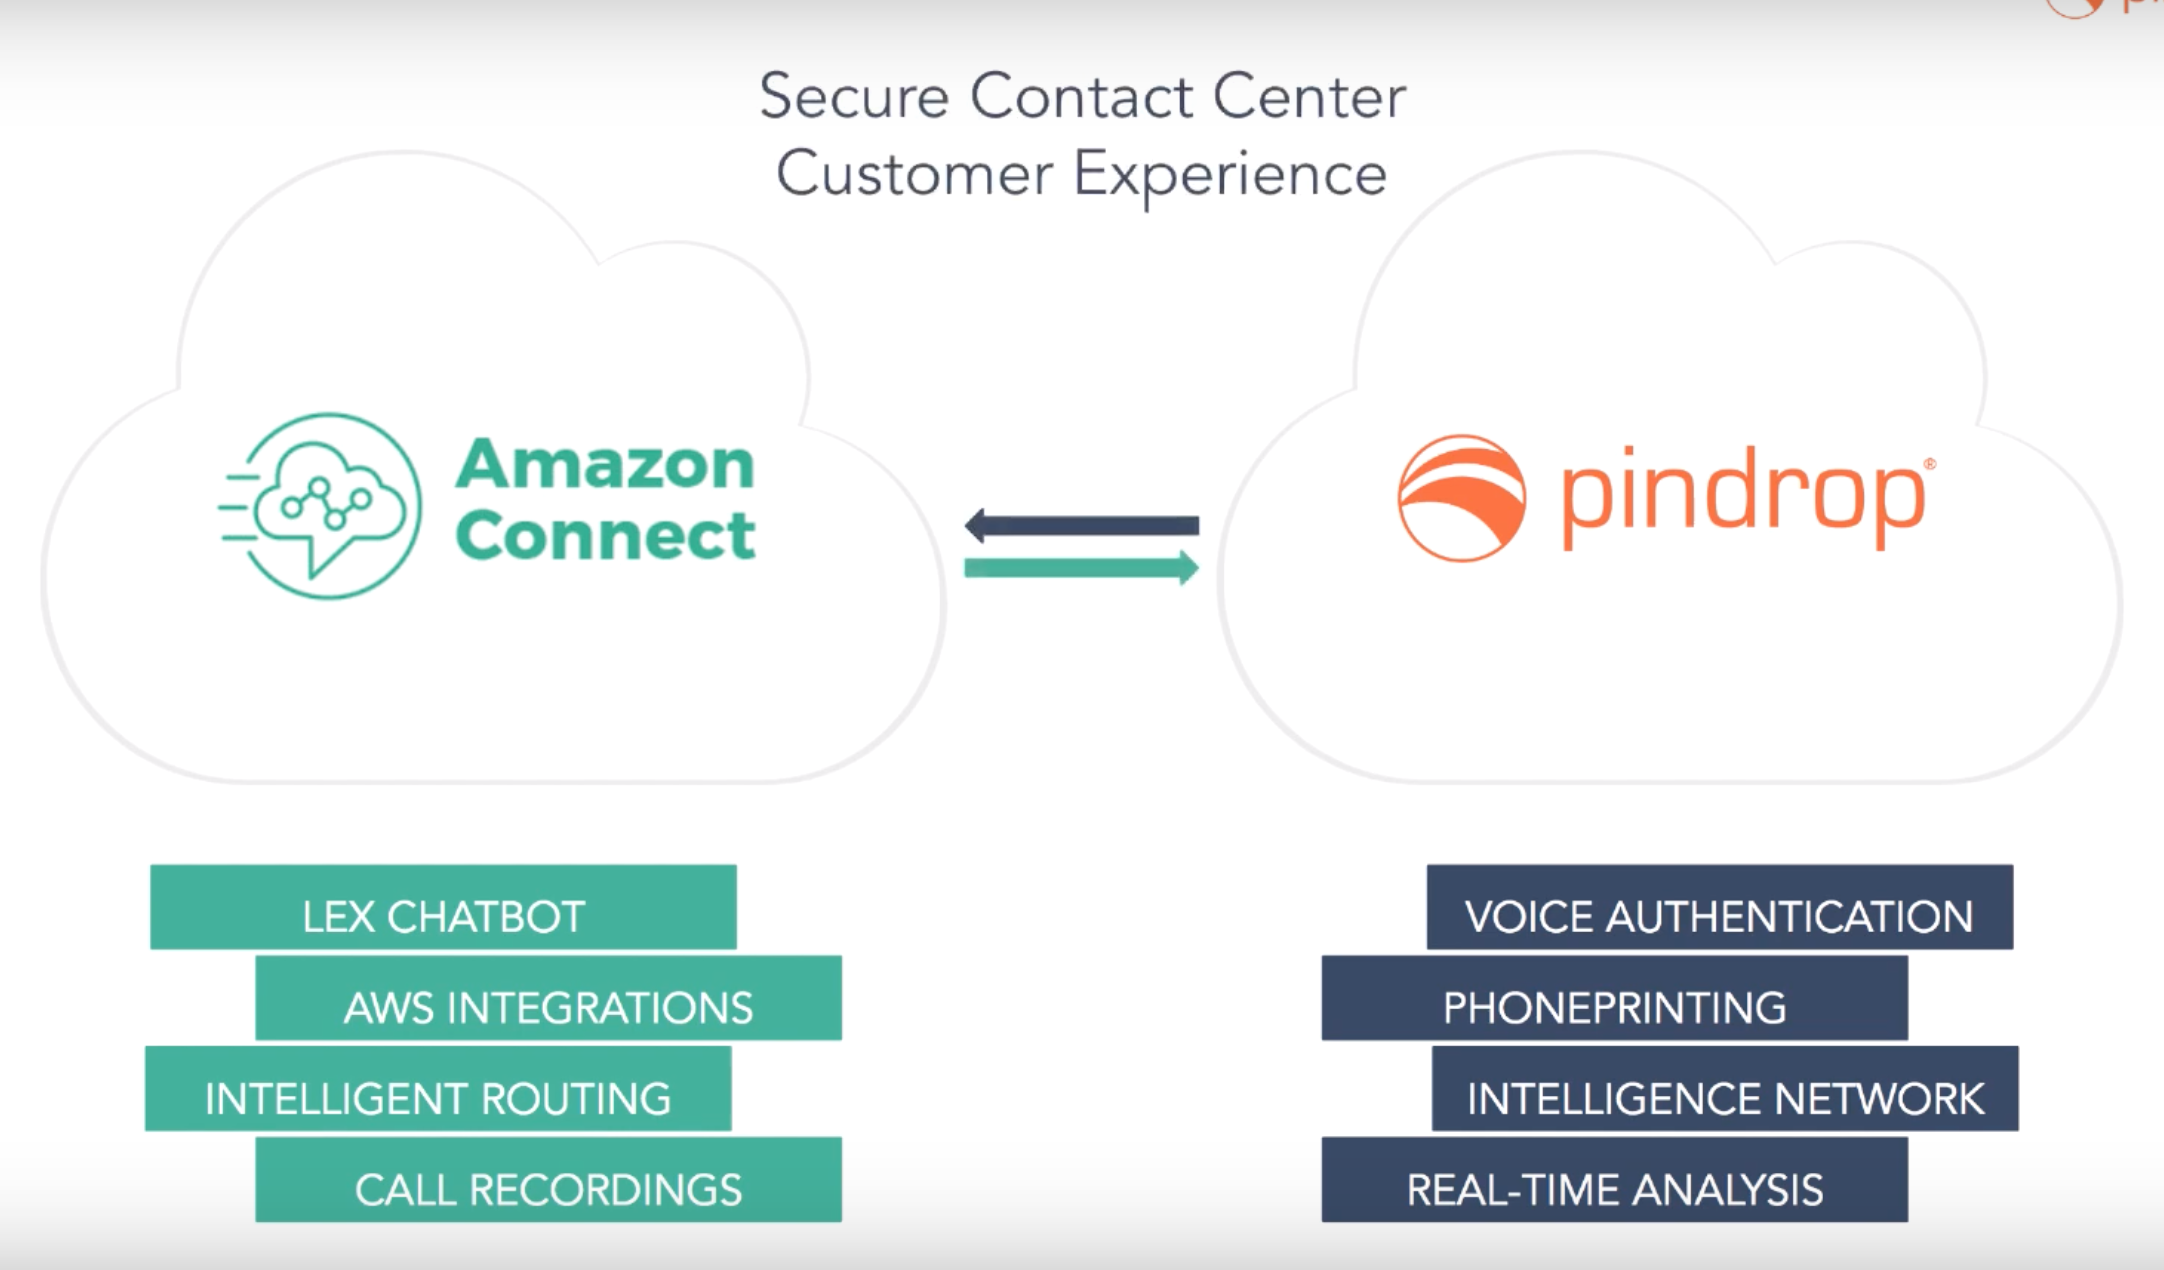 Secure Contact Center
Customer Experience
Amazon
Connect
pindrop®
LEX CHATBOT
AWS INTEGRATIONS
INTELLIGENT ROUTING
CALL RECORDINGS
VOICE AUTHENTICATION
PHONEPRINTING
INTELLIGENCE NETWORK
REAL-TIME ANALYSIS